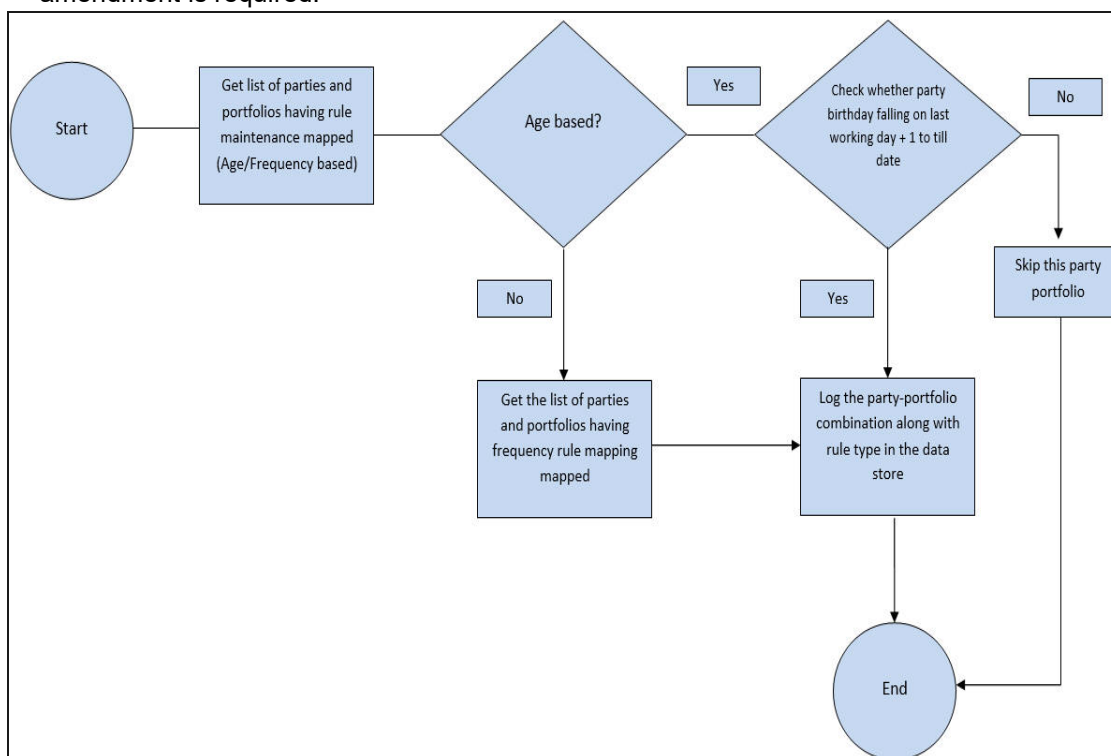 amendment is required.
Start
Get list of parties
and
portfolios having
rule
maintenance mapped
(Age/Frequency based)
Age based?
Yes
Check whether party
birthday falling on last
working day + 1 to till
date
No
Skip this party
portfolio
No
Yes
Get the list of parties
and portfolios having
frequency rule mapping
mapped
Log the party-portfolio
combination along with
rule type in the data
store
End